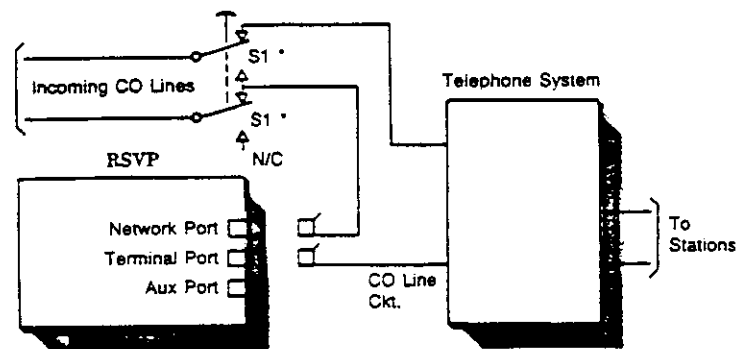 S1 *
Incoming CO Lines
Telephone System
S1 *
N/C
RSVP
Network Port
Terminal Port
Aux Port
CO Line
Ckt.
To
Stations